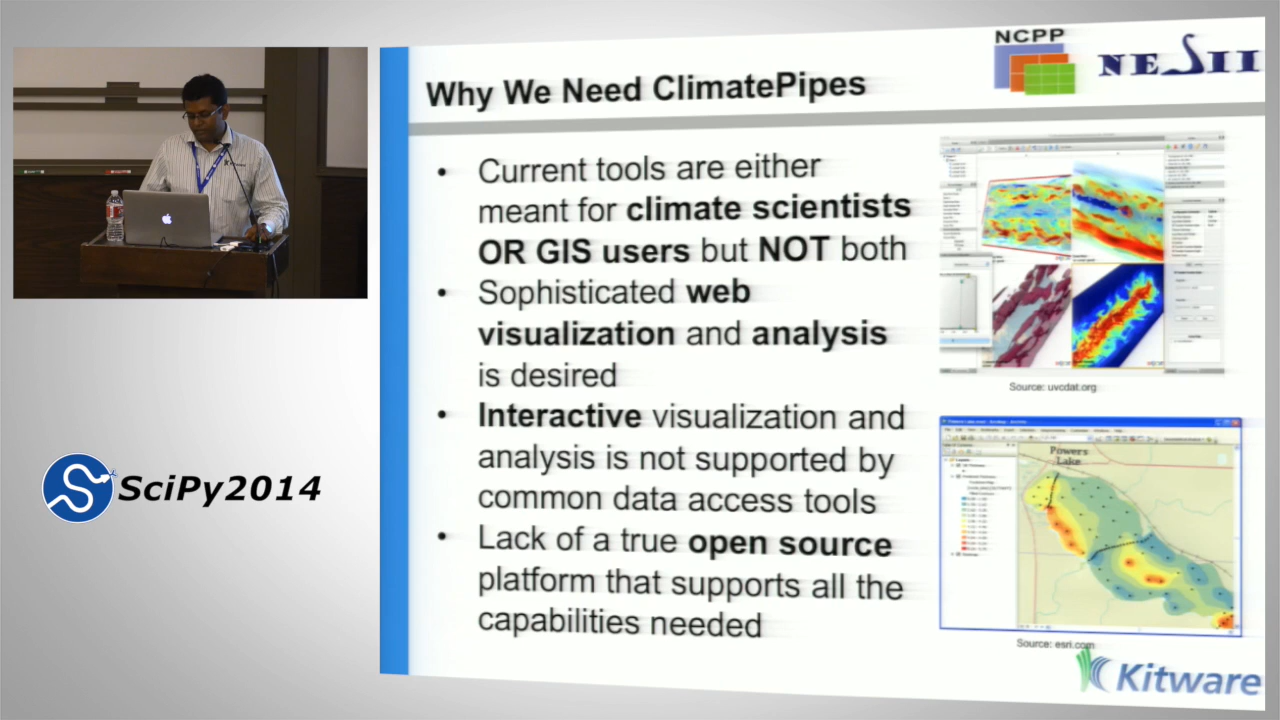 Why We Need ClimatePipes
NCPP
NESII
• Current tools are either
meant for climate scientists
OR GIS users but NOT both
• Sophisticated web
visualization and analysis
is desired
• Interactive visualization and
analysis is not supported by
common data access tools
• Lack of a true open source
platform that supports all the
capabilities needed
Source: uvcdat.org
Powers
Lake
Source: esri.com
Kitware
SciPy2014